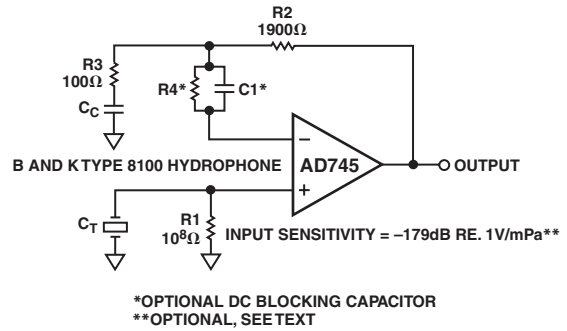 R2
1900Ω
R3
100Ω
R4*
C1*
CC
B AND K TYPE 8100 HYDROPHONE
AD745
OUTPUT
CT
R1
10⁸Ω
INPUT SENSITIVITY = –179dB RE. 1V/mPa**
*OPTIONAL DC BLOCKING CAPACITOR
**OPTIONAL, SEE TEXT